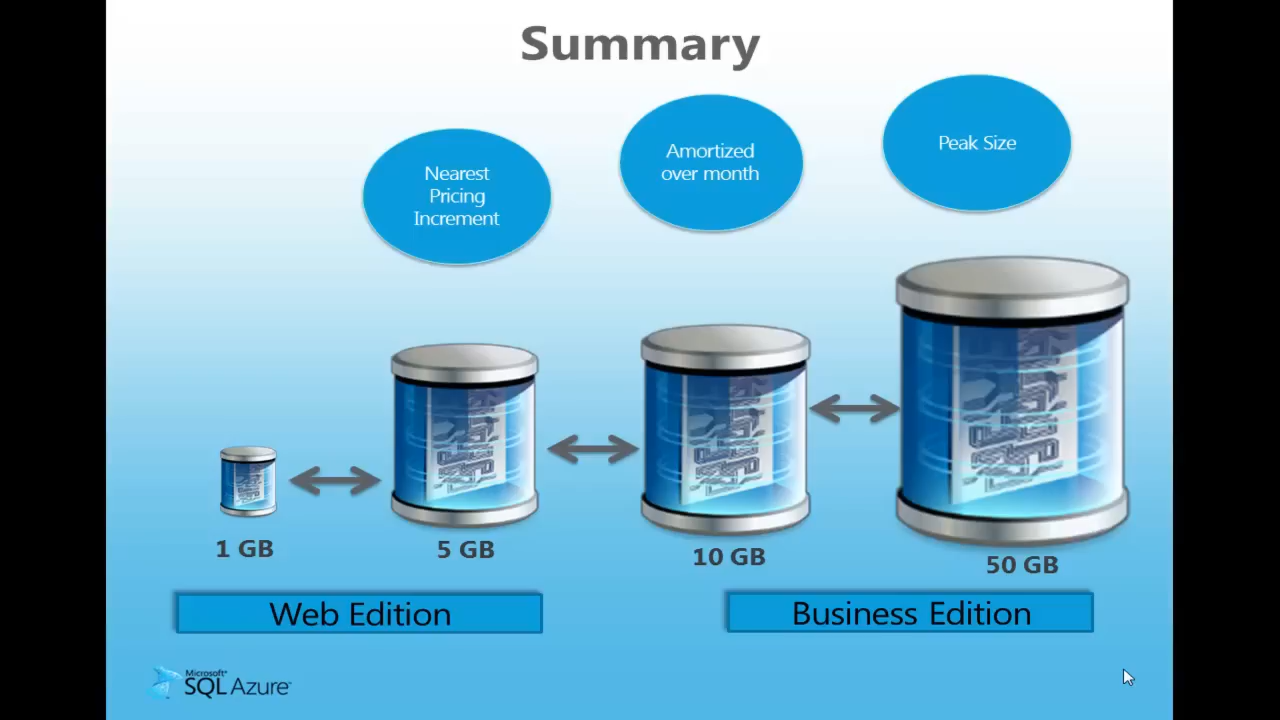 Summary
Nearest
Pricing
Increment
Amortized
over month
Peak Size
1 GB
5 GB
10 GB
50 GB
Web Edition
Business Edition
Microsoft®
SQL Azure™